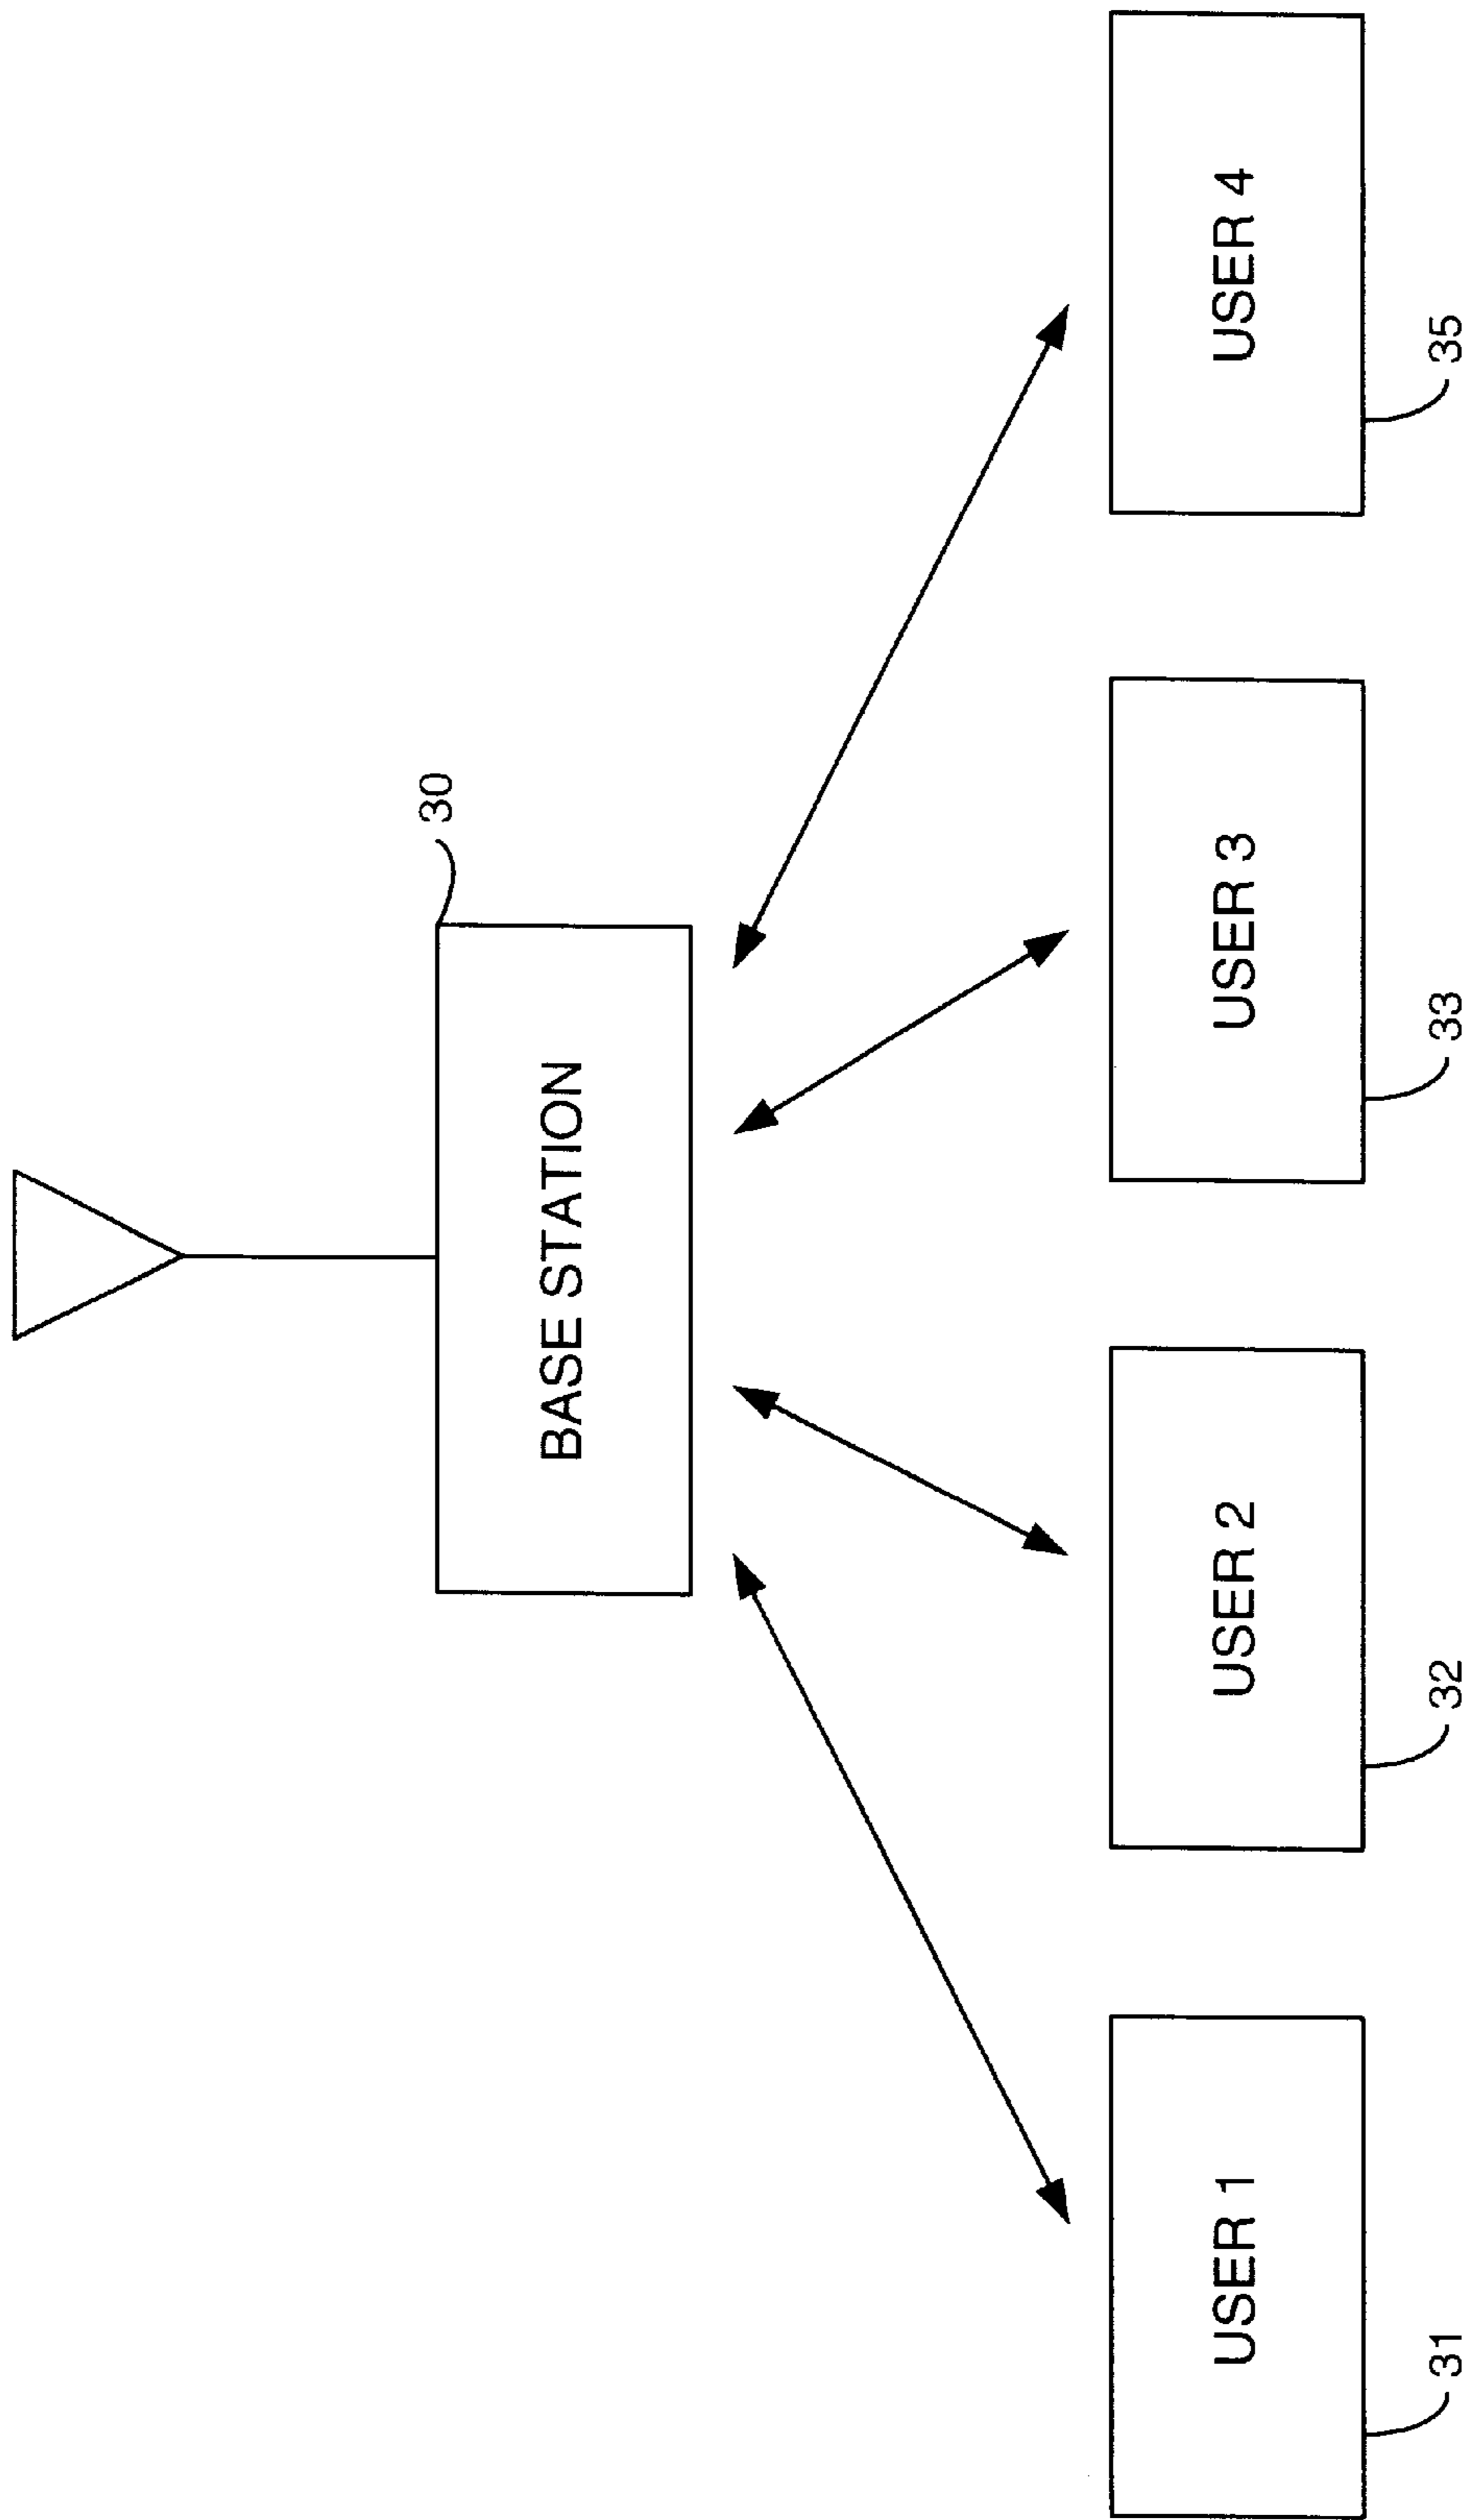 30
BASE STATION
USER 1
USER 2
USER 3
USER 4
31
32
33
35